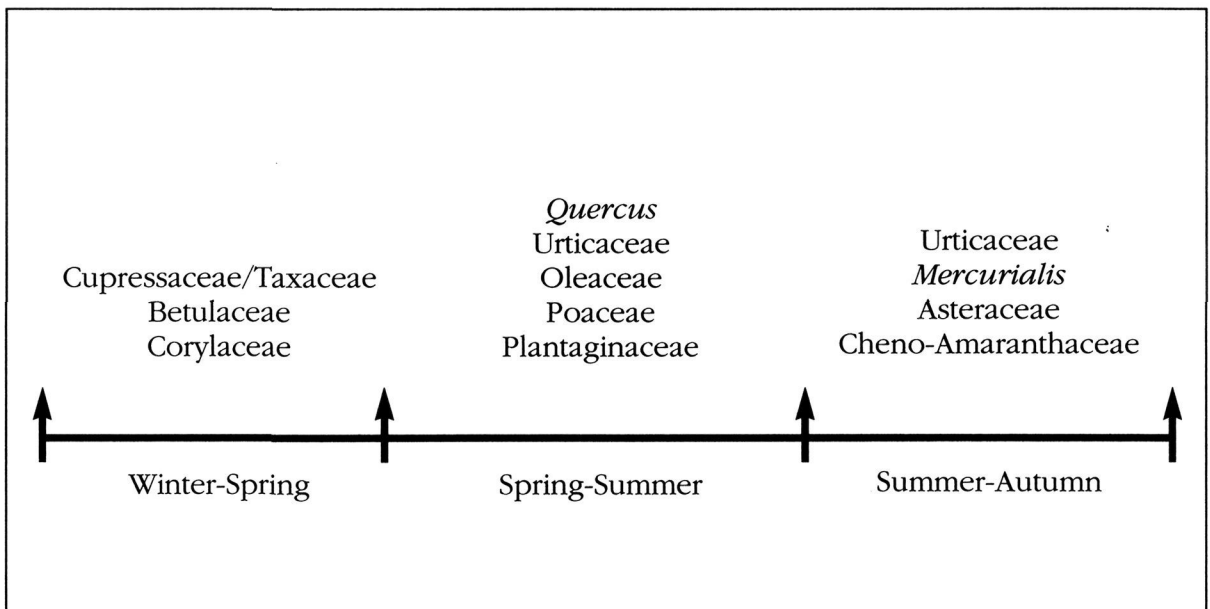 Cupressaceae/Taxaceae
Betulaceae
Corylaceae
Quercus
Urticaceae
Oleaceae
Poaceae
Plantaginaceae
Urticaceae
Mercurialis
Asteraceae
Cheno-Amaranthaceae
Winter-Spring
Spring-Summer
Summer-Autumn